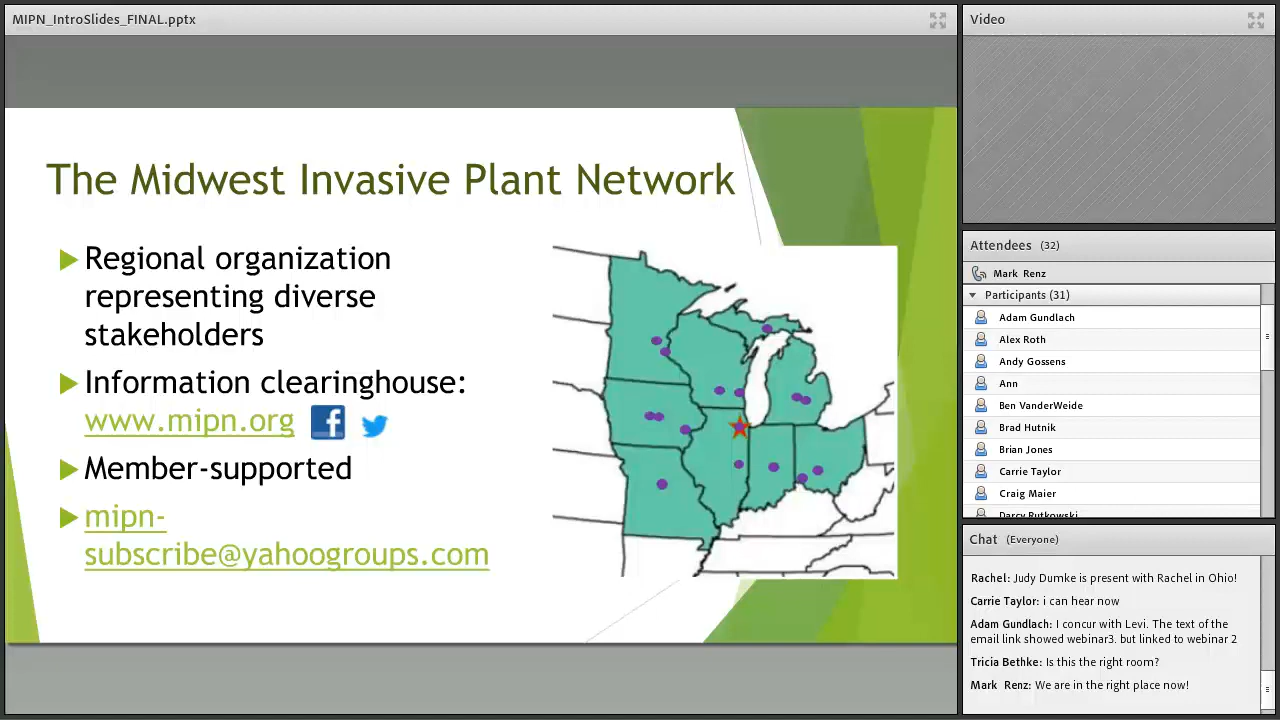 MIPN_IntroSlides_FINAL.pptx
The Midwest Invasive Plant Network
Regional organization
representing diverse
stakeholders
Information clearinghouse:
www.mipn.org
Member-supported
mipn-
subscribe@yahoogroups.com
Video
Attendees (32)
Mark Renz
Participants (31)
Adam Gundlach
Alex Roth
Andy Gossens
Ann
Ben VanderWeide
Brad Hutnik
Brian Jones
Carrie Taylor
Craig Maier
Darcy Rutkowski
Chat (Everyone)
Rachel: Judy Dumke is present with Rachel in Ohio!
Carrie Taylor: i can hear now
Adam Gundlach: I concur with Levi. The text of the
email link showed webinar3. but linked to webinar 2
Tricia Bethke: Is this the right room?
Mark Renz: We are in the right place now!